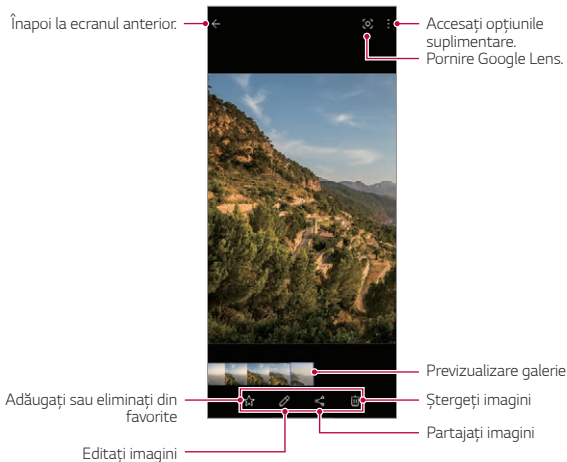 Înapoi la ecranul anterior.
Accesați opțiunile
suplimentare.
Pornire Google Lens.
Previzualizare galerie
Adăugați sau eliminați din
favorite
Ștergeți imagini
Partajați imagini
Editați imagini